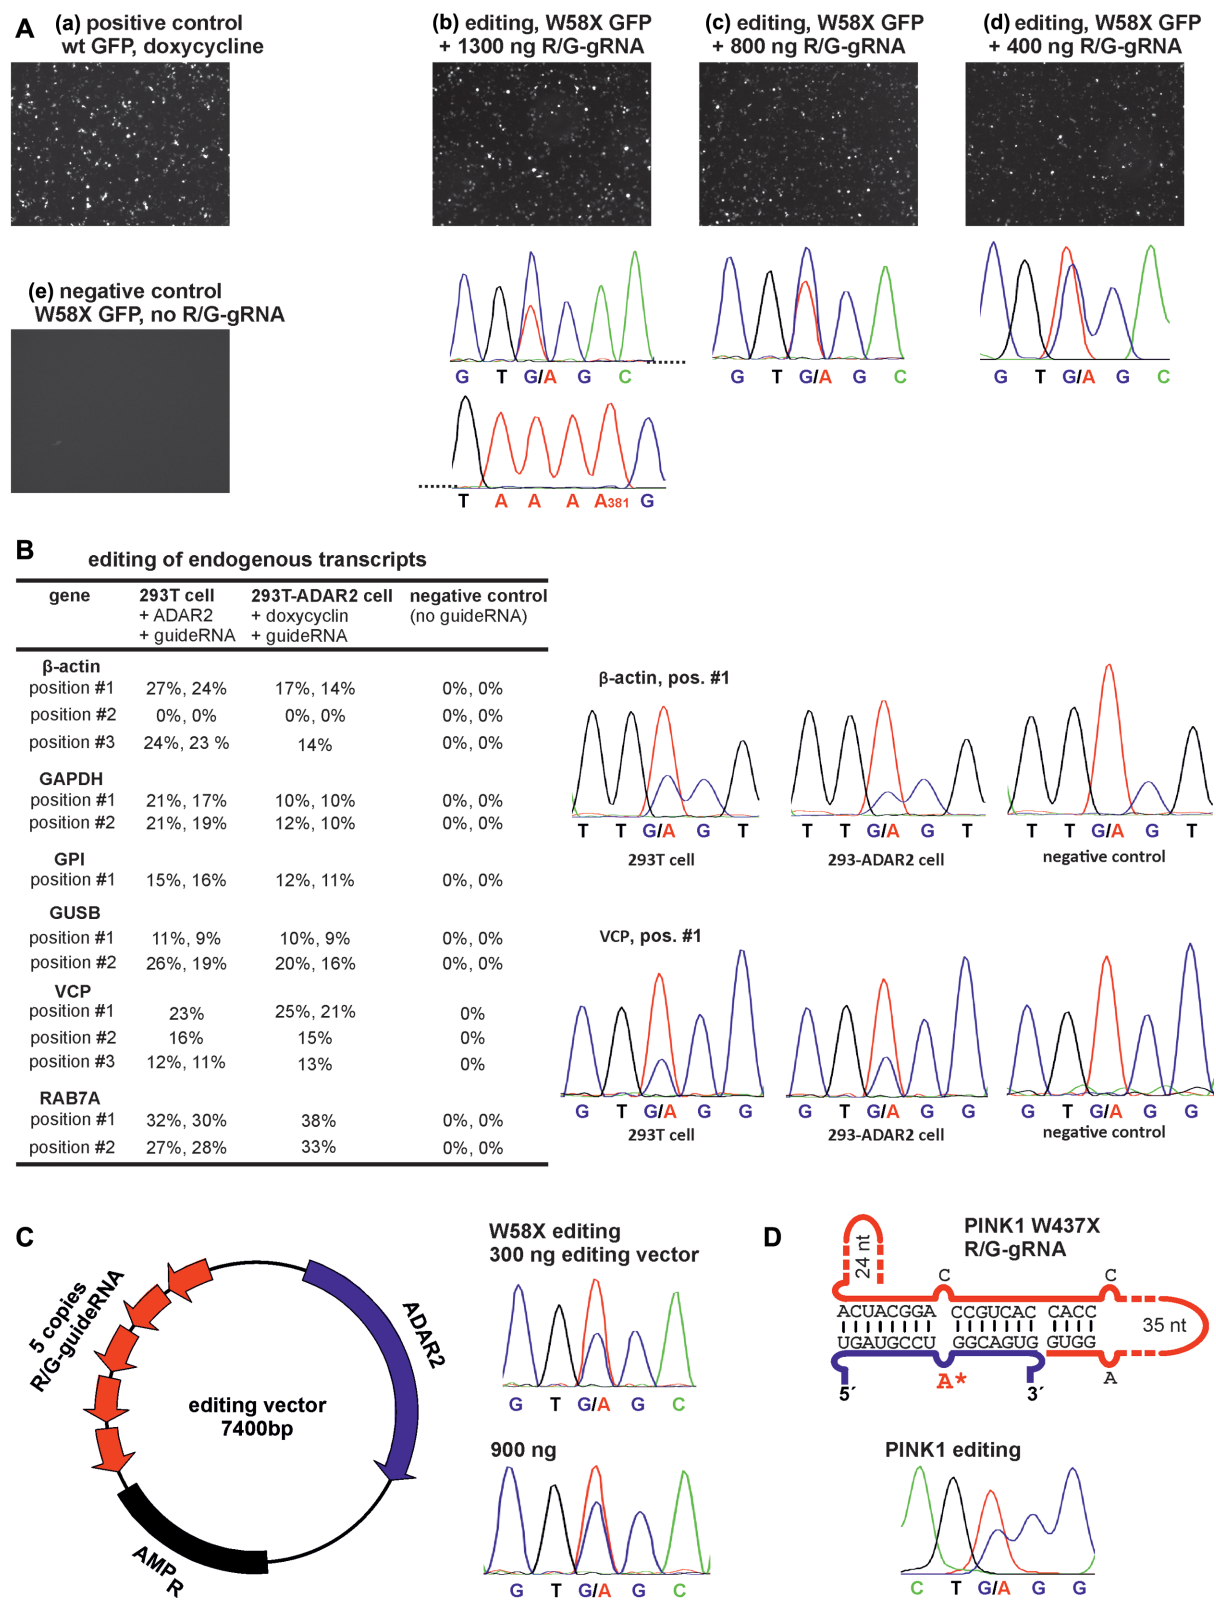 A
(a) positive control
wt GFP, doxycycline
(b) editing, W58X GFP
+ 1300 ng R/G-gRNA
(c) editing, W58X GFP
+ 800 ng R/G-gRNA
(d) editing, W58X GFP
+ 400 ng R/G-gRNA
(e) negative control
W58X GFP, no R/G-gRNA
G T G/A G C
G T G/A G C
G T G/A G C
T A A A A381 G
B
editing of endogenous transcripts
gene 293T cell 293T-ADAR2 cell negative control
+ ADAR2 + doxycyclin (no guideRNA)
+ guideRNA + guideRNA
β-actin
position #1 27%, 24% 17%, 14% 0%, 0%
position #2 0%, 0% 0%, 0% 0%, 0%
position #3 24%, 23 % 14% 0%, 0%
GAPDH
position #1 21%, 17% 10%, 10% 0%, 0%
position #2 21%, 19% 12%, 10% 0%, 0%
GPI
position #1 15%, 16% 12%, 11% 0%, 0%
GUSB
position #1 11%, 9% 10%, 9% 0%, 0%
position #2 26%, 19% 20%, 16% 0%, 0%
VCP
position #1 23% 25%, 21% 0%
position #2 16% 15% 0%
position #3 12%, 11% 13% 0%
RAB7A
position #1 32%, 30% 38% 0%, 0%
position #2 27%, 28% 33% 0%, 0%
β-actin, pos. #1
T T G/A G T
T T G/A G T
T T G/A G T
293T cell
293-ADAR2 cell
negative control
VCP, pos. #1
G T G/A G G
G T G/A G G
G T G/A G G
293T cell
293-ADAR2 cell
negative control
C
5 copies
R/G-guideRNA
ADAR2
editing vector
7400bp
AMP R
W58X editing
300 ng editing vector
G T G/A G C
900 ng
G T G/A G C
D
PINK1 W437X
R/G-gRNA
24 nt
C C
ACUACGGA CCGUCAC CACC
35 nt
UGAUGCCU GGCAGUG GUGG
A* A
5´ 3´
PINK1 editing
C T G/A G G